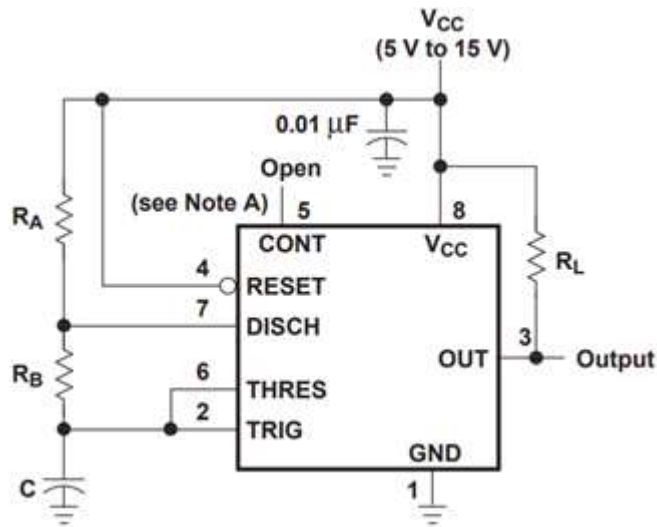 VCC
(5 V to 15 V)
0.01 µF
Open
(see Note A)
5
8
RA
CONT
VCC
RL
4
RESET
7
DISCH
3
OUT
Output
RB
6
THRES
2
TRIG
GND
C
1